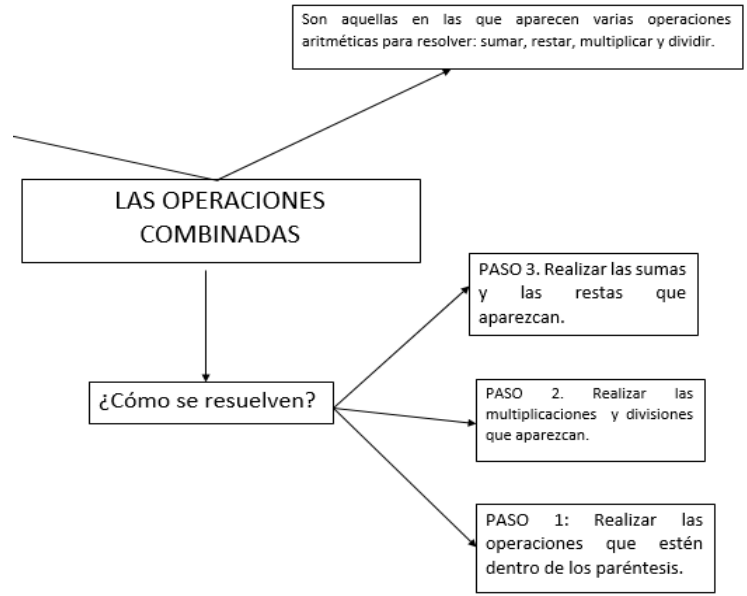 Son aquellas en las que aparecen varias operaciones
aritméticas para resolver: sumar, restar, multiplicar y dividir.
LAS OPERACIONES
COMBINADAS
PASO 3. Realizar las sumas
y las restas que
aparezcan.
¿Cómo se resuelven?
PASO 2. Realizar las
multiplicaciones y divisiones
que aparezcan.
PASO 1: Realizar las
operaciones que estén
dentro de los paréntesis.